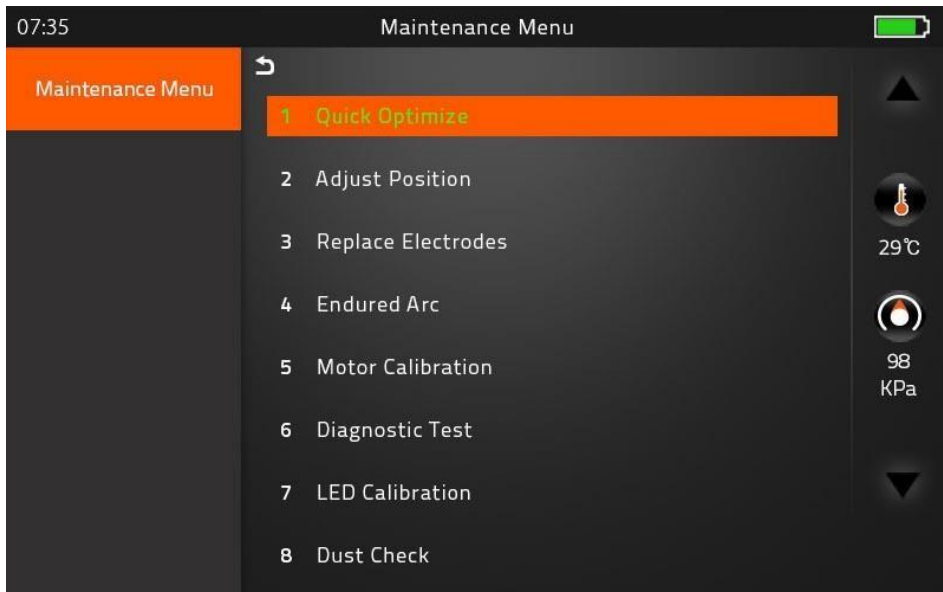 07:35
Maintenance Menu
Maintenance Menu
1 Quick Optimize
2 Adjust Position
3 Replace Electrodes
4 Endured Arc
5 Motor Calibration
6 Diagnostic Test
7 LED Calibration
8 Dust Check
29℃
98
KPa